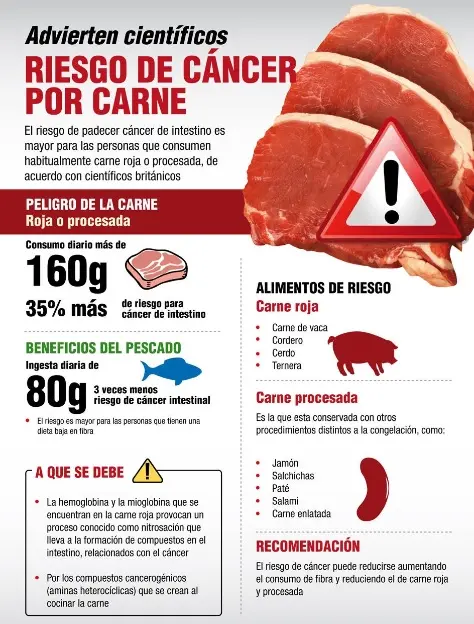 Advierten científicos
RIESGO DE CÁNCER
POR CARNE
El riesgo de padecer cáncer de intestino es
mayor para las personas que consumen
habitualmente carne roja o procesada, de
acuerdo con científicos británicos
PELIGRO DE LA CARNE
Roja o procesada
Consumo diario más de
160g
35% más
de riesgo para
cáncer de intestino
BENEFICIOS DEL PESCADO
Ingesta diaria de
80g
3 veces menos
riesgo de cáncer intestinal
• El riesgo es mayor para las personas que tienen una
dieta baja en fibra
A QUE SE DEBE
• La hemoglobina y la mioglobina que se
encuentran en la carne roja provocan un
proceso conocido como nitrosación que
lleva a la formación de compuestos en el
intestino, relacionados con el cáncer
• Por los compuestos cancerogénicos
(aminas heterocíclicas) que se crean al
cocinar la carne
ALIMENTOS DE RIESGO
Carne roja
• Carne de vaca
• Cordero
• Cerdo
• Ternera
Carne procesada
Es la que esta conservada con otros
procedimientos distintos a la congelación, como:
• Jamón
• Salchichas
• Paté
• Salami
• Carne enlatada
RECOMENDACIÓN
El riesgo de cáncer puede reducirse aumentando
el consumo de fibra y reduciendo el de carne roja
y procesada